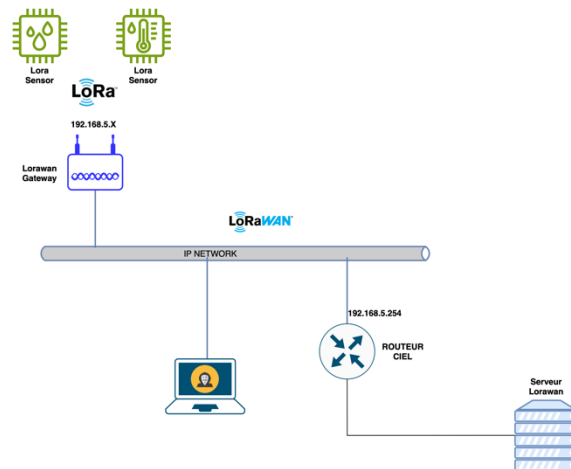 Lora
Sensor
Lora
Sensor
LoRa
192.168.5.X
Lorawan
Gateway
LoRaWAN
IP NETWORK
192.168.5.254
ROUTEUR
CIEL
Serveur
Lorawan